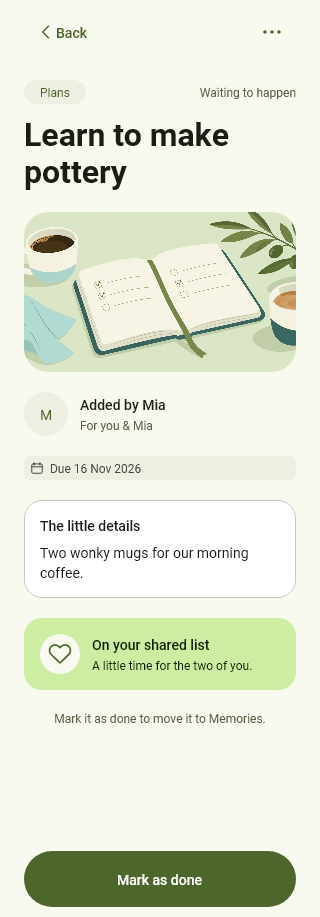 Back
Plans
Waiting to happen
Learn to make
pottery
M
Added by Mia
For you & Mia
Due 16 Nov 2026
The little details
Two wonky mugs for our morning
coffee.
On your shared list
A little time for the two of you.
Mark it as done to move it to Memories.
Mark as done